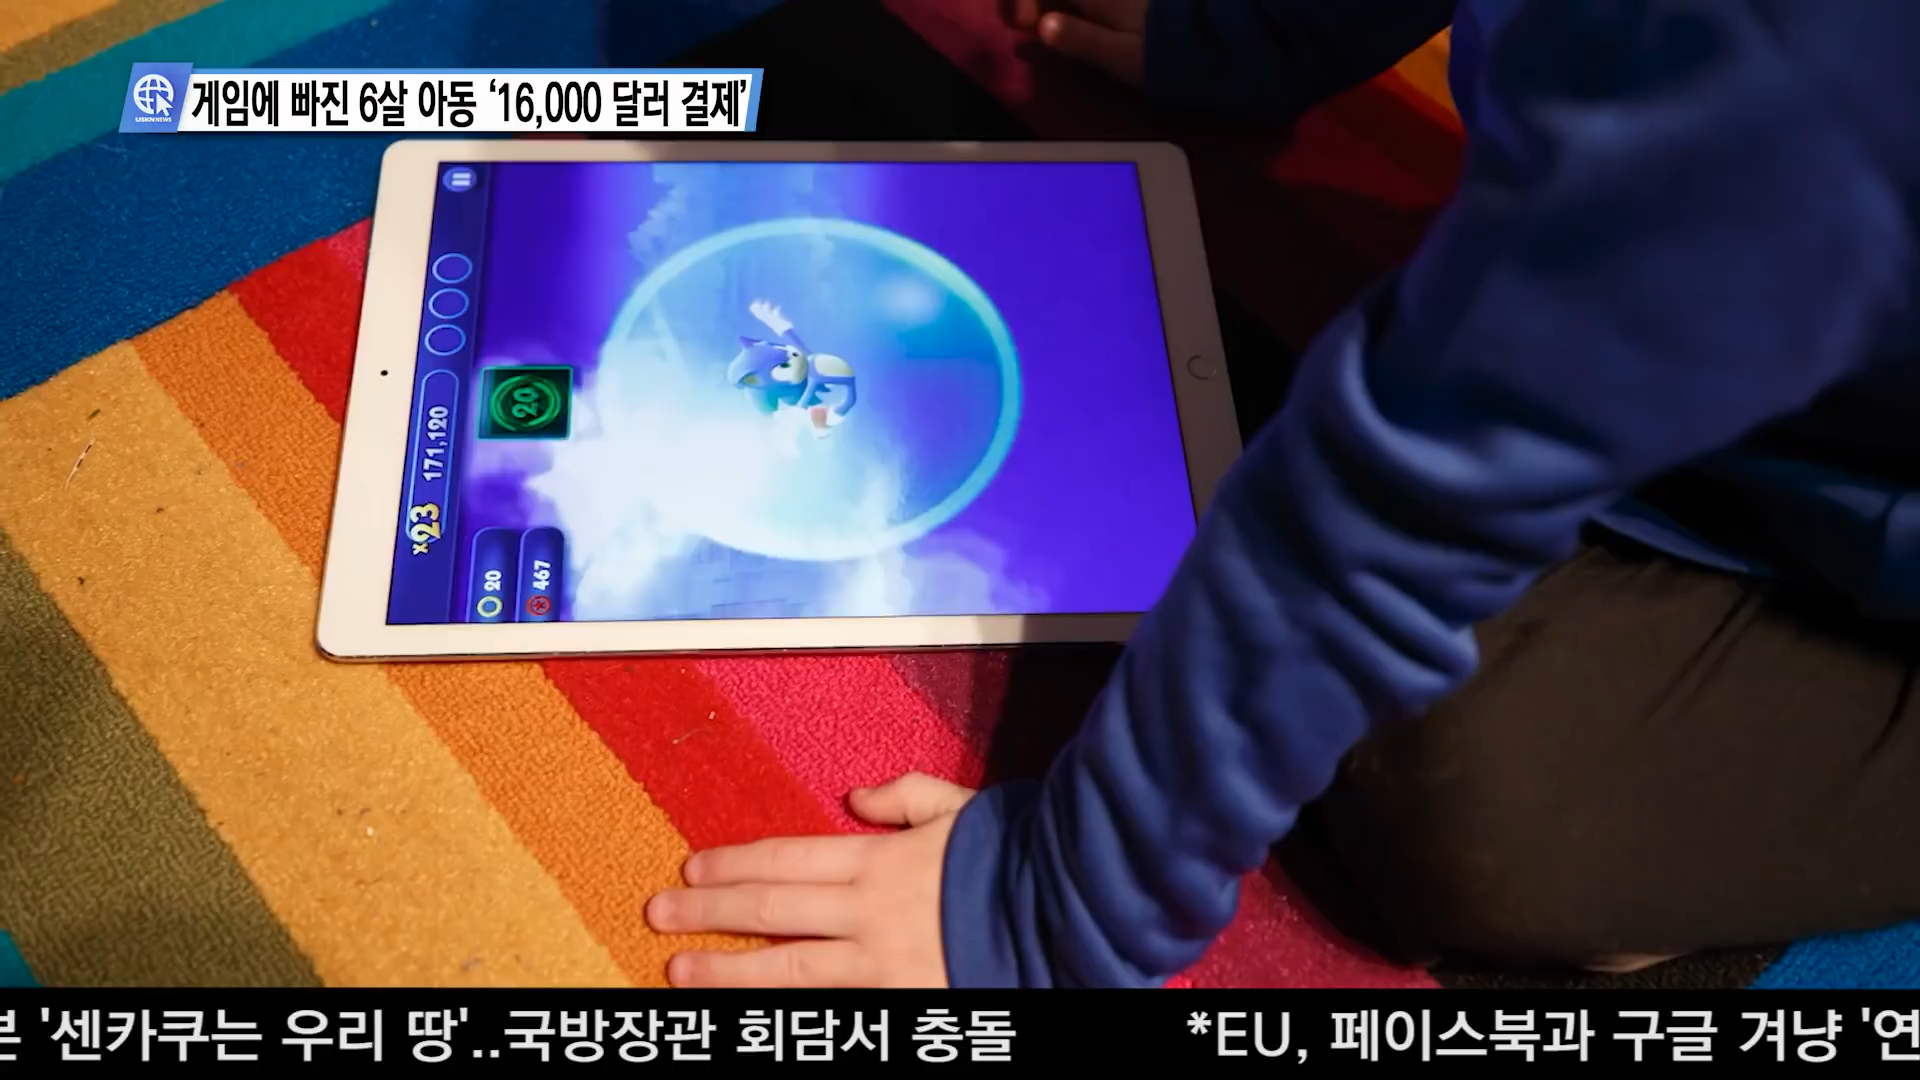 게임에 빠진 6살 아동 ‘16,000 달러 결제’
USKN NEWS
x23 171,120
20
20
467
'센카쿠는 우리 땅'..국방장관 회담서 충돌 *EU, 페이스북과 구글 겨냥 '연